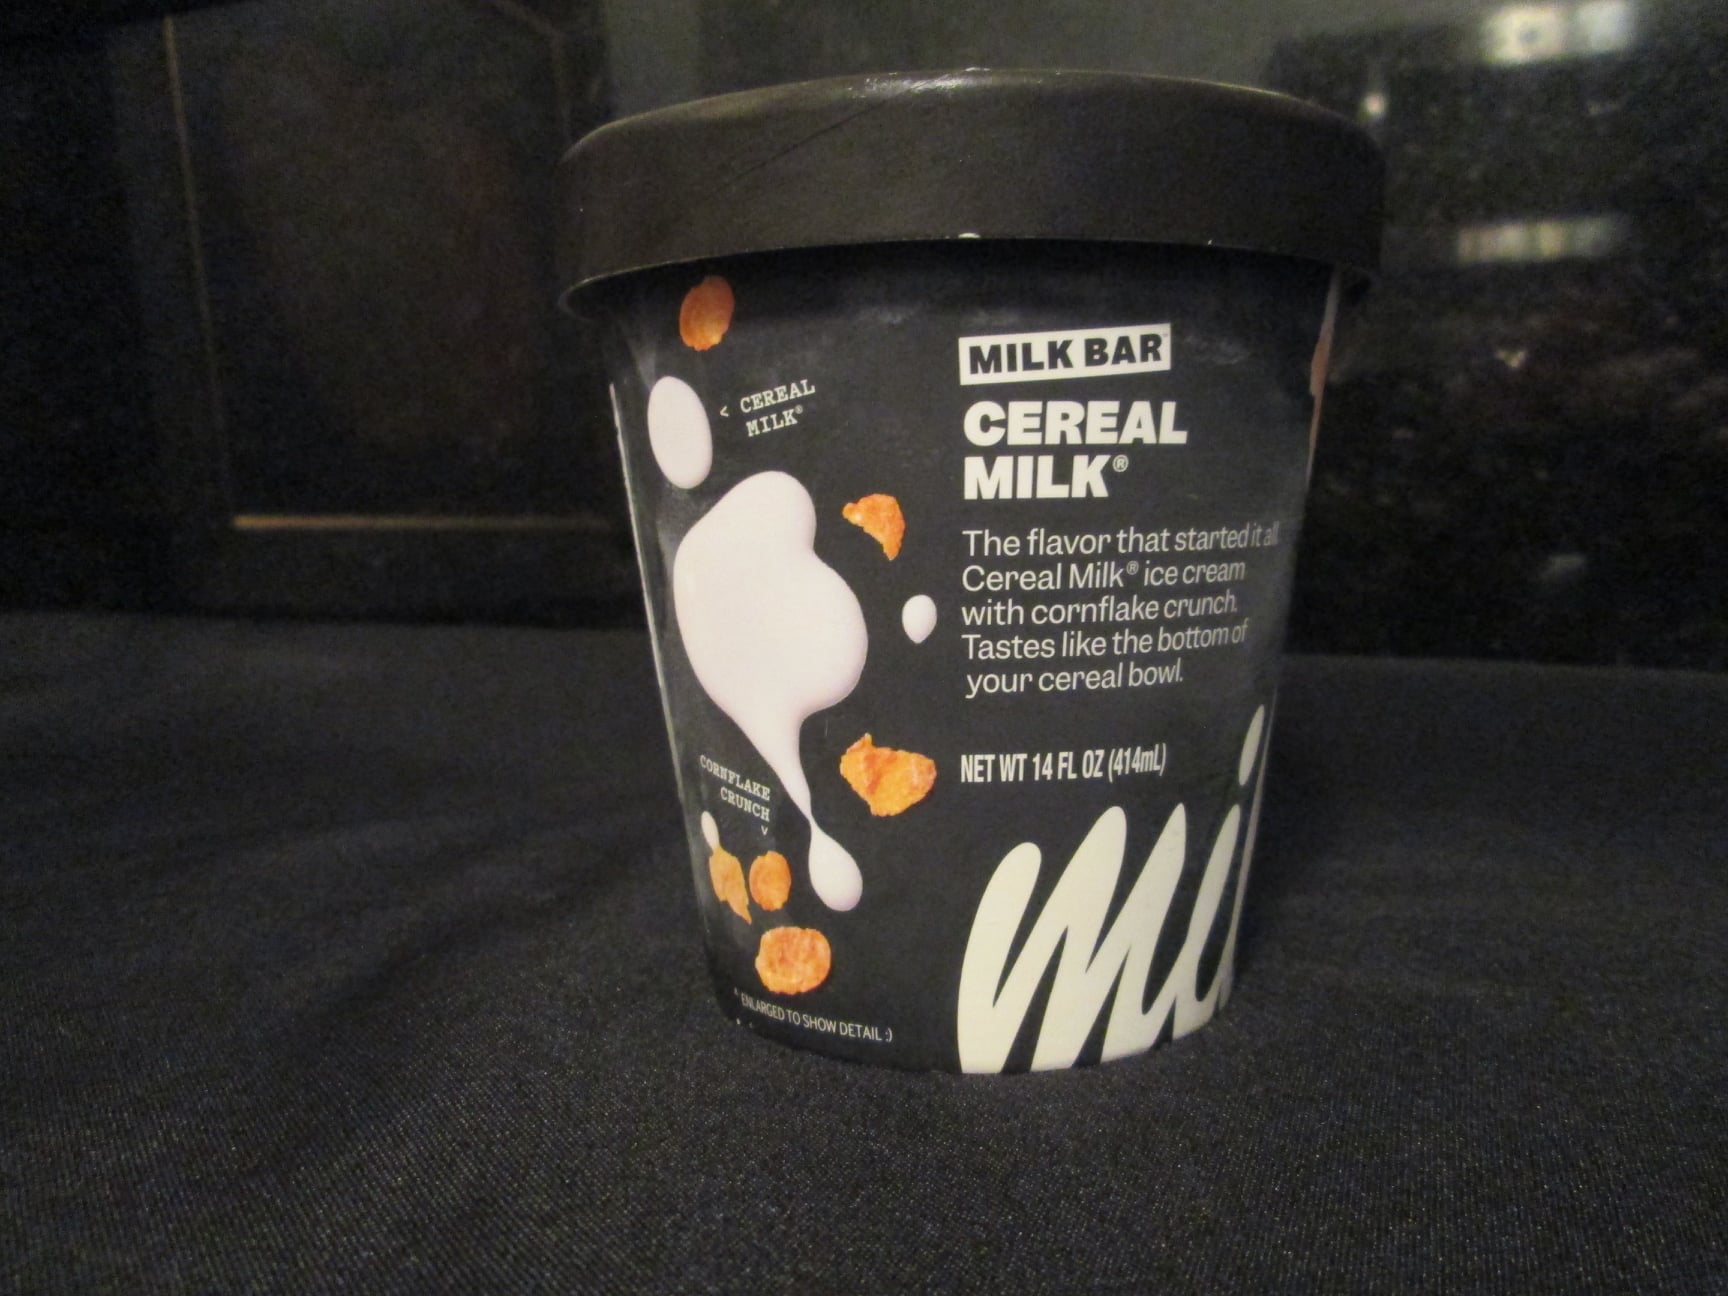 MILK BAR
CEREAL
MILK®
The flavor that started it all.
Cereal Milk® ice cream
with cornflake crunch.
Tastes like the bottom of
your cereal bowl.
NET WT 14 FL OZ (414mL)
< CEREAL
MILK®
CORNFLAKE
CRUNCH
v
* ENLARGED TO SHOW DETAIL :)